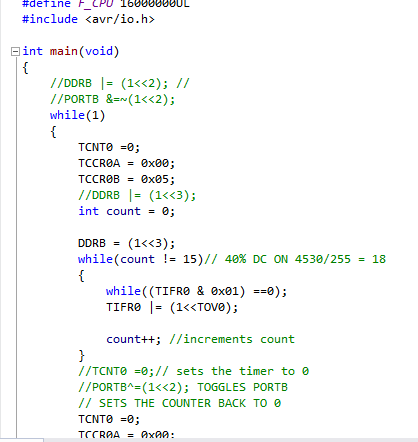 #define F_CPU 16000000UL
#include <avr/io.h>
int main(void)
{
//DDRB |= (1<<2); //
//PORTB &=~(1<<2);
while(1)
{
TCNT0 =0;
TCCR0A = 0x00;
TCCR0B = 0x05;
//DDRB |= (1<<3);
int count = 0;
DDRB = (1<<3);
while(count != 15)// 40% DC ON 4530/255 = 18
{
while((TIFR0 & 0x01) ==0);
TIFR0 |= (1<<TOV0);
count++; //increments count
}
//TCNT0 =0;// sets the timer to 0
//PORTB^=(1<<2); TOGGLES PORTB
// SETS THE COUNTER BACK TO 0
TCNT0 =0;
TCCR0A = 0x00;